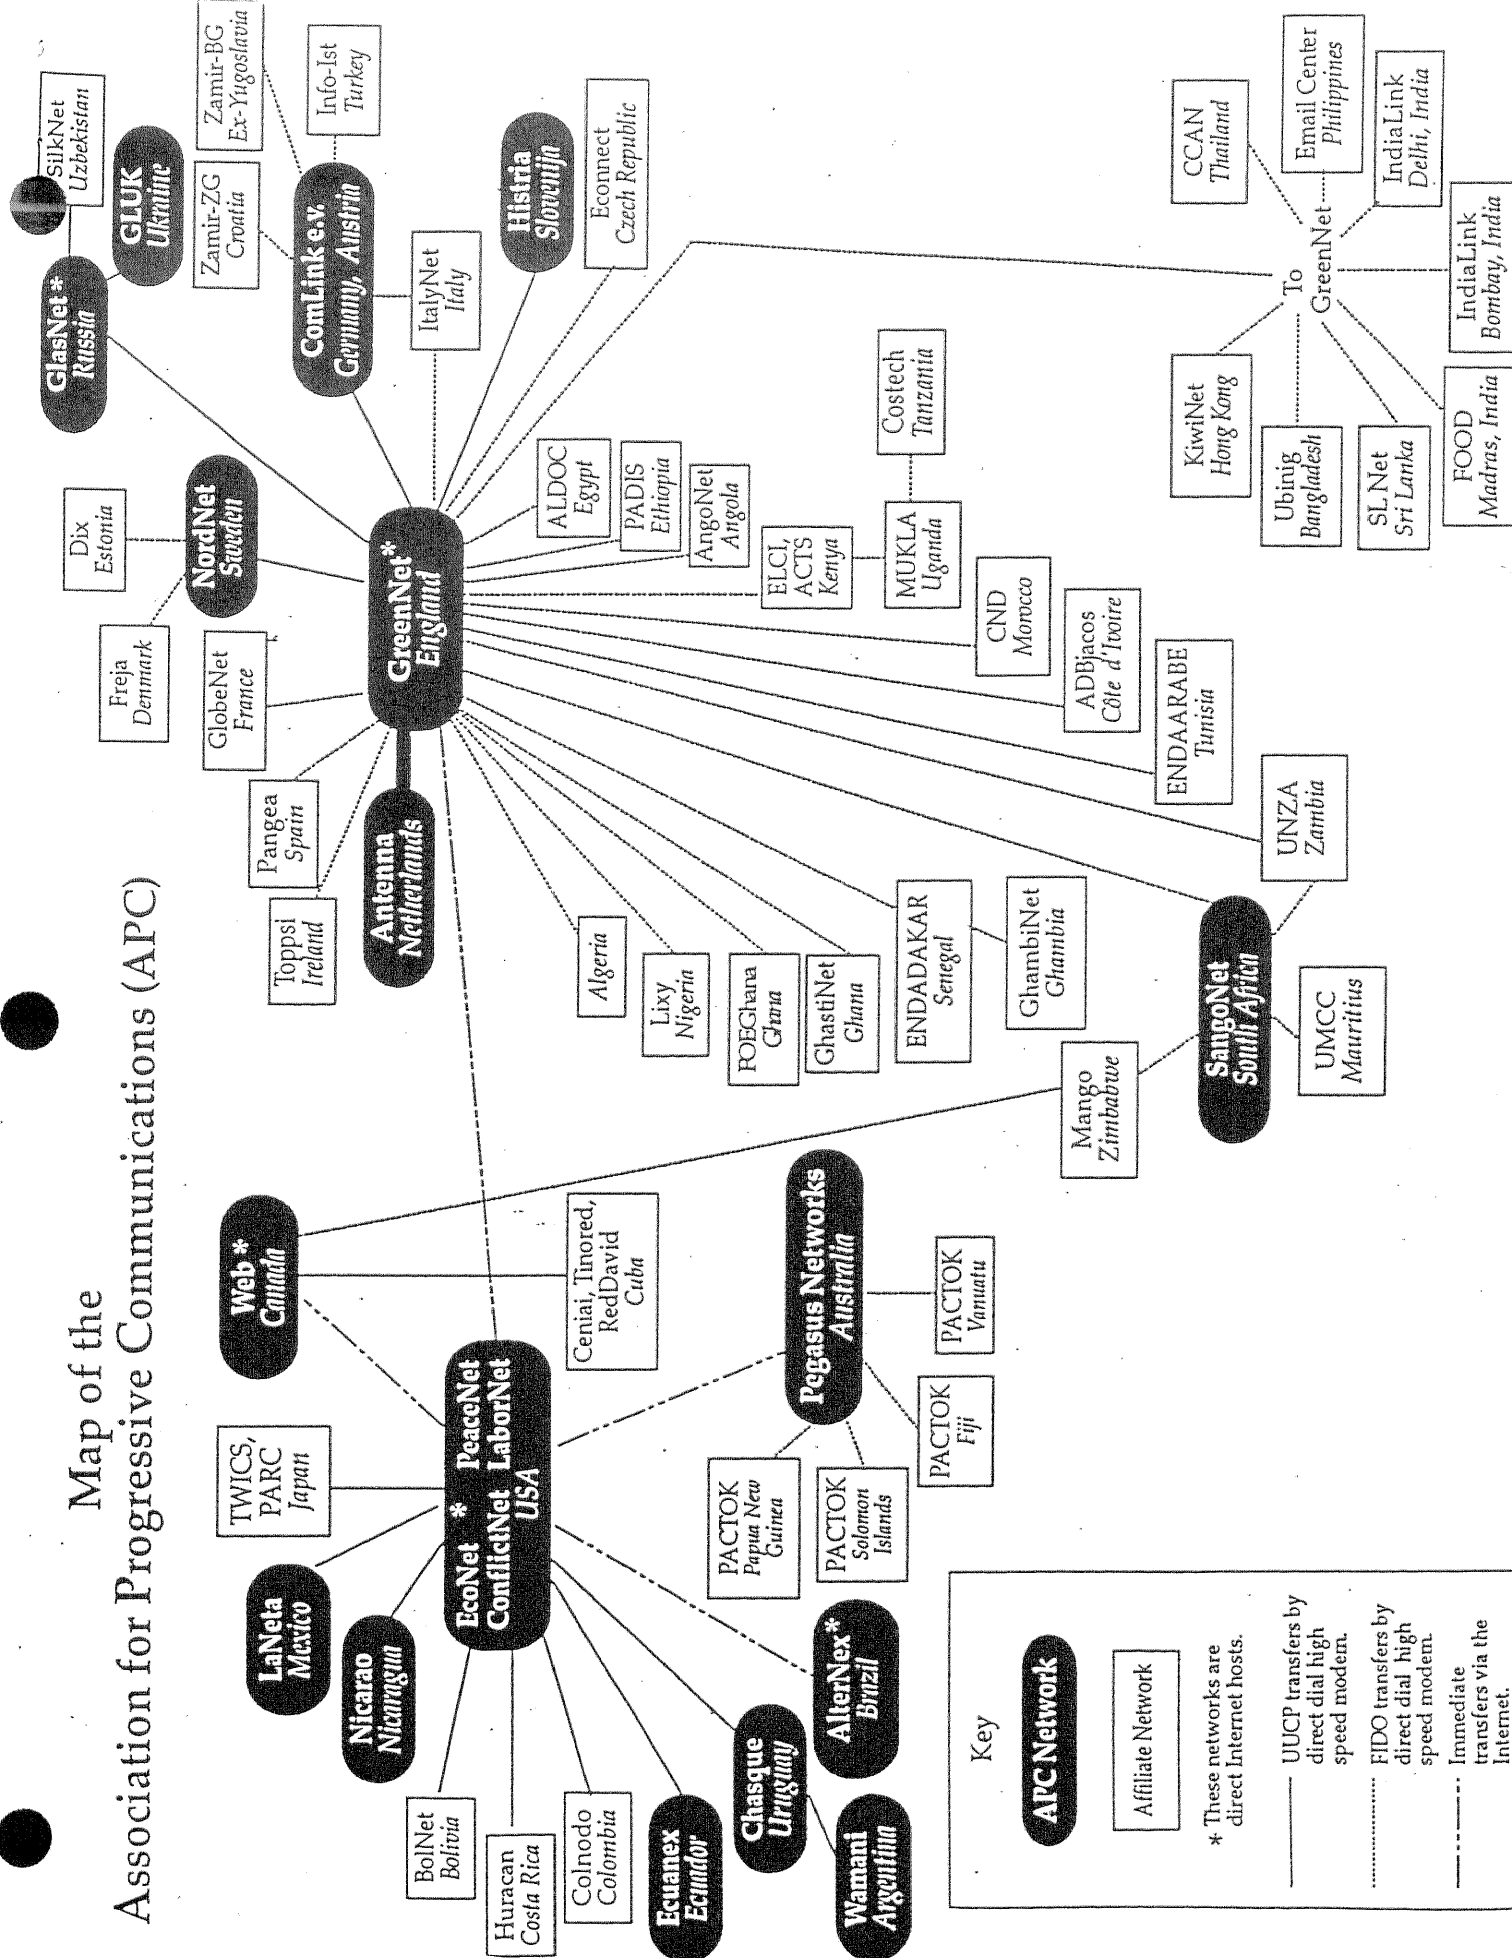 Map of the
Association for Progressive Communications (APC)
LaNeta
Mexico
Nicarao
Nicaragua
BolNet
Bolivia
Huracan
Costa Rica
Colnodo
Colombia
Ecuanex
Ecuador
Chasque
Uruguay
Wamani
Argentina
AlterNex*
Brazil
TWICS,
PARC
Japan
Web *
Canada
EcoNet * PeaceNet
ConflictNet LaborNet
USA
Ceniai, Tinored,
RedDavid
Cuba
Pegasus Networks
Australia
PACTOK
Papua New
Guinea
PACTOK
Solomon
Islands
PACTOK
Fiji
PACTOK
Vanuatu
Toppsi
Ireland
Pangea
Spain
GlobeNet
France
Freja
Denmark
Dix
Estonia
NordNet
Sweden
GlasNet*
Russia
SilkNet
Uzbekistan
GLUK
Ukraine
Zamir-ZG
Croatia
Zamir-BG
Ex-Yugoslavia
Info-Ist
Turkey
ComLink e.v.
Germany, Austria
ItalyNet
Italy
Histria
Slovenija
Econnect
Czech Republic
Antenna
Netherlands
GreenNet*
England
Algeria
Lixy
Nigeria
POEGhana
Ghana
GhastiNet
Ghana
ENDADAKAR
Senegal
GhambiNet
Ghambia
Mango
Zimbabwe
SangoNet
South Africa
UMCC
Mauritius
UNZA
Zambia
ENDAARABE
Tunisia
ADBjacos
Côte d'Ivoire
CND
Morocco
ALDOC
Egypt
PADIS
Ethiopia
AngoNet
Angola
ELCI,
ACTS
Kenya
MUKLA
Uganda
Costech
Tanzania
To
GreenNet
KiwiNet
Hong Kong
Ubinig
Bangladesh
SLNet
Sri Lanka
FOOD
Madras, India
IndiaLink
Bombay, India
IndiaLink
Delhi, India
Email Center
Philippines
CCAN
Thailand
Key
APC Network
Affiliate Network
* These networks are
direct Internet hosts.
UUCP transfers by
direct dial high
speed modem.
FIDO transfers by
direct dial high
speed modem.
Immediate
transfers via the
Internet.